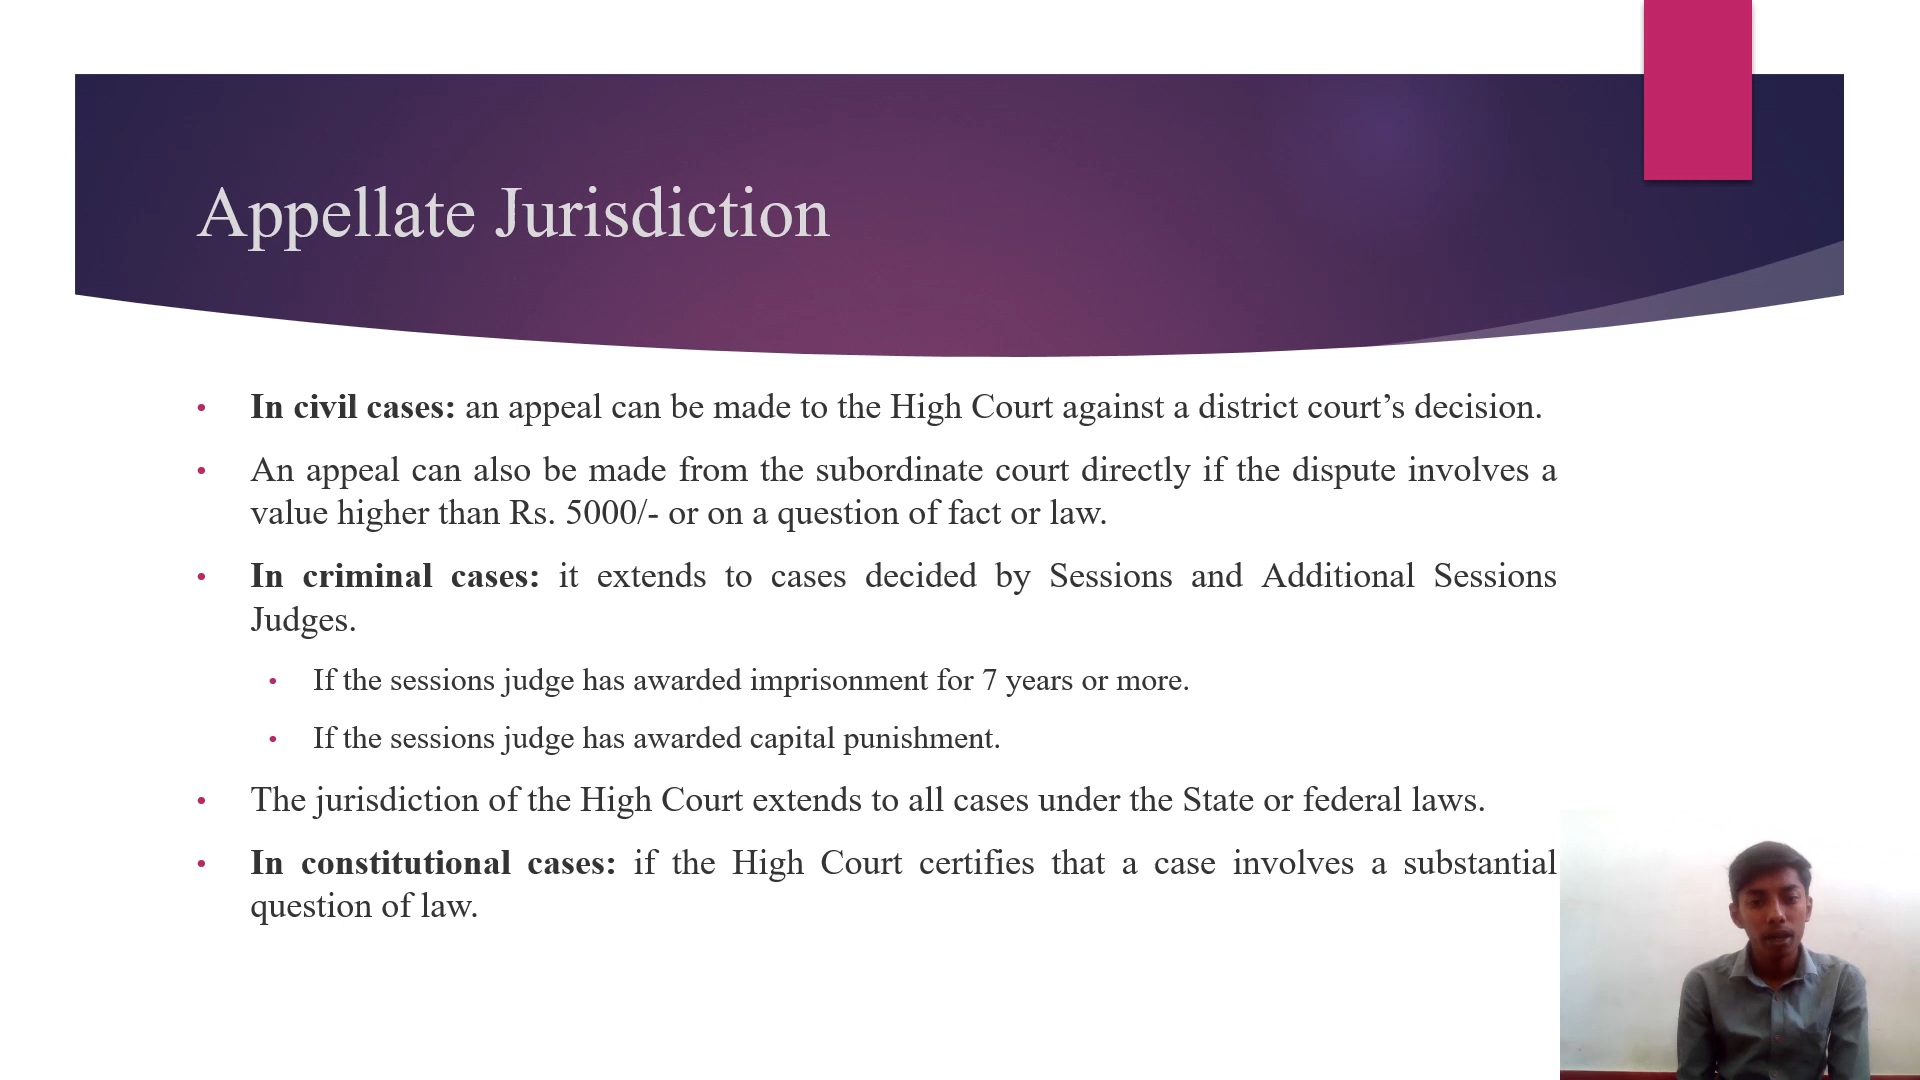 Appellate Jurisdiction
• In civil cases: an appeal can be made to the High Court against a district court’s decision.
• An appeal can also be made from the subordinate court directly if the dispute involves a
value higher than Rs. 5000/- or on a question of fact or law.
• In criminal cases: it extends to cases decided by Sessions and Additional Sessions
Judges.
• If the sessions judge has awarded imprisonment for 7 years or more.
• If the sessions judge has awarded capital punishment.
• The jurisdiction of the High Court extends to all cases under the State or federal laws.
• In constitutional cases: if the High Court certifies that a case involves a substantial
question of law.